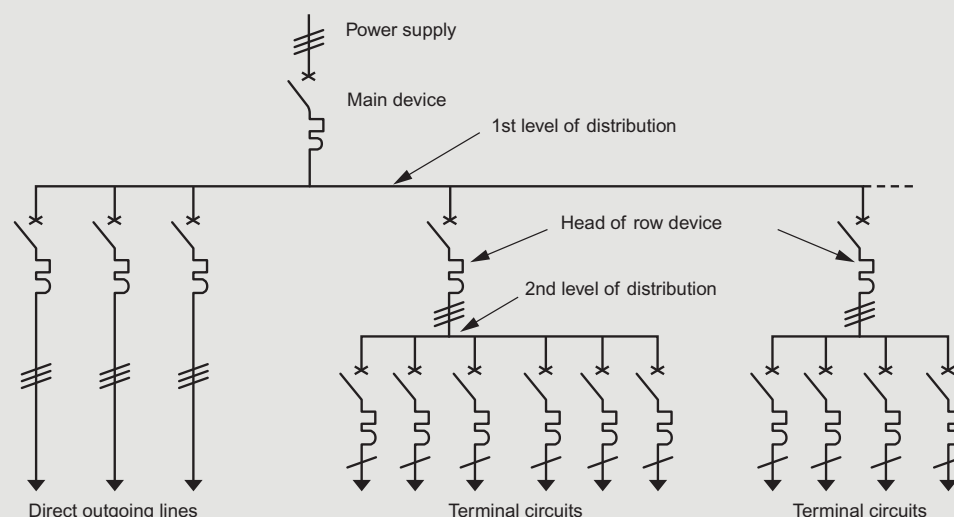 Power supply
Main device
1st level of distribution
Head of row device
2nd level of distribution
Direct outgoing lines
Terminal circuits
Terminal circuits